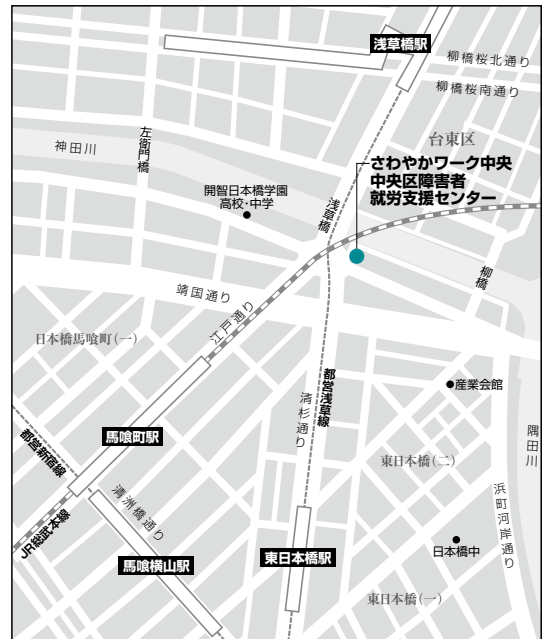 浅草橋駅
柳橋桜北通り
柳橋桜南通り
台東区
神田川
左衛門橋
さわやかワーク中央
中央区障害者
就労支援センター
開智日本橋学園
高校・中学
浅草橋
柳橋
靖国通り
江戸通り
日本橋馬喰町(一)
都営浅草線
清杉通り
産業会館
馬喰町駅
都営新宿線
東日本橋(二)
隅田川
清洲橋通り
浜町河岸通り
JR総武本線
馬喰横山駅
東日本橋駅
日本橋中
東日本橋(一)